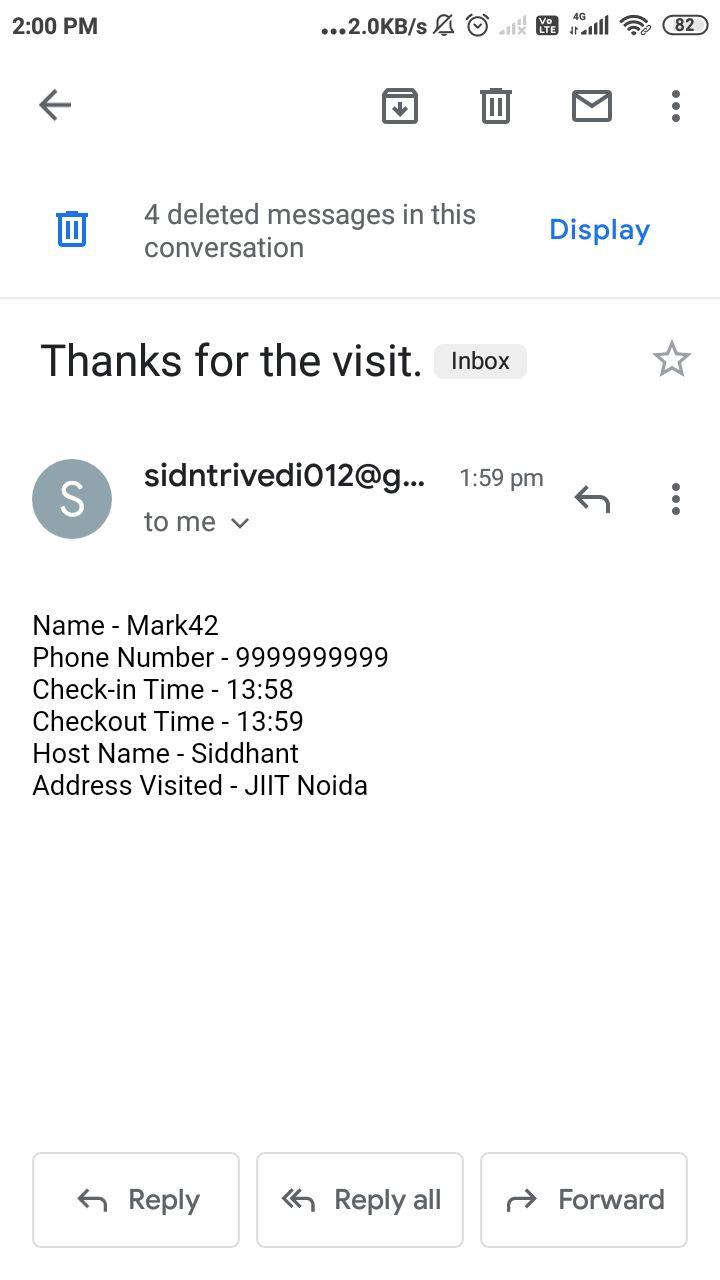 2:00 PM
...2.0KB/s
Vo LTE
4G
82
4 deleted messages in this
conversation
Display
Thanks for the visit.
Inbox
S
sidntrivedi012@g...
1:59 pm
to me
Name - Mark42
Phone Number - 9999999999
Check-in Time - 13:58
Checkout Time - 13:59
Host Name - Siddhant
Address Visited - JIIT Noida
Reply
Reply all
Forward